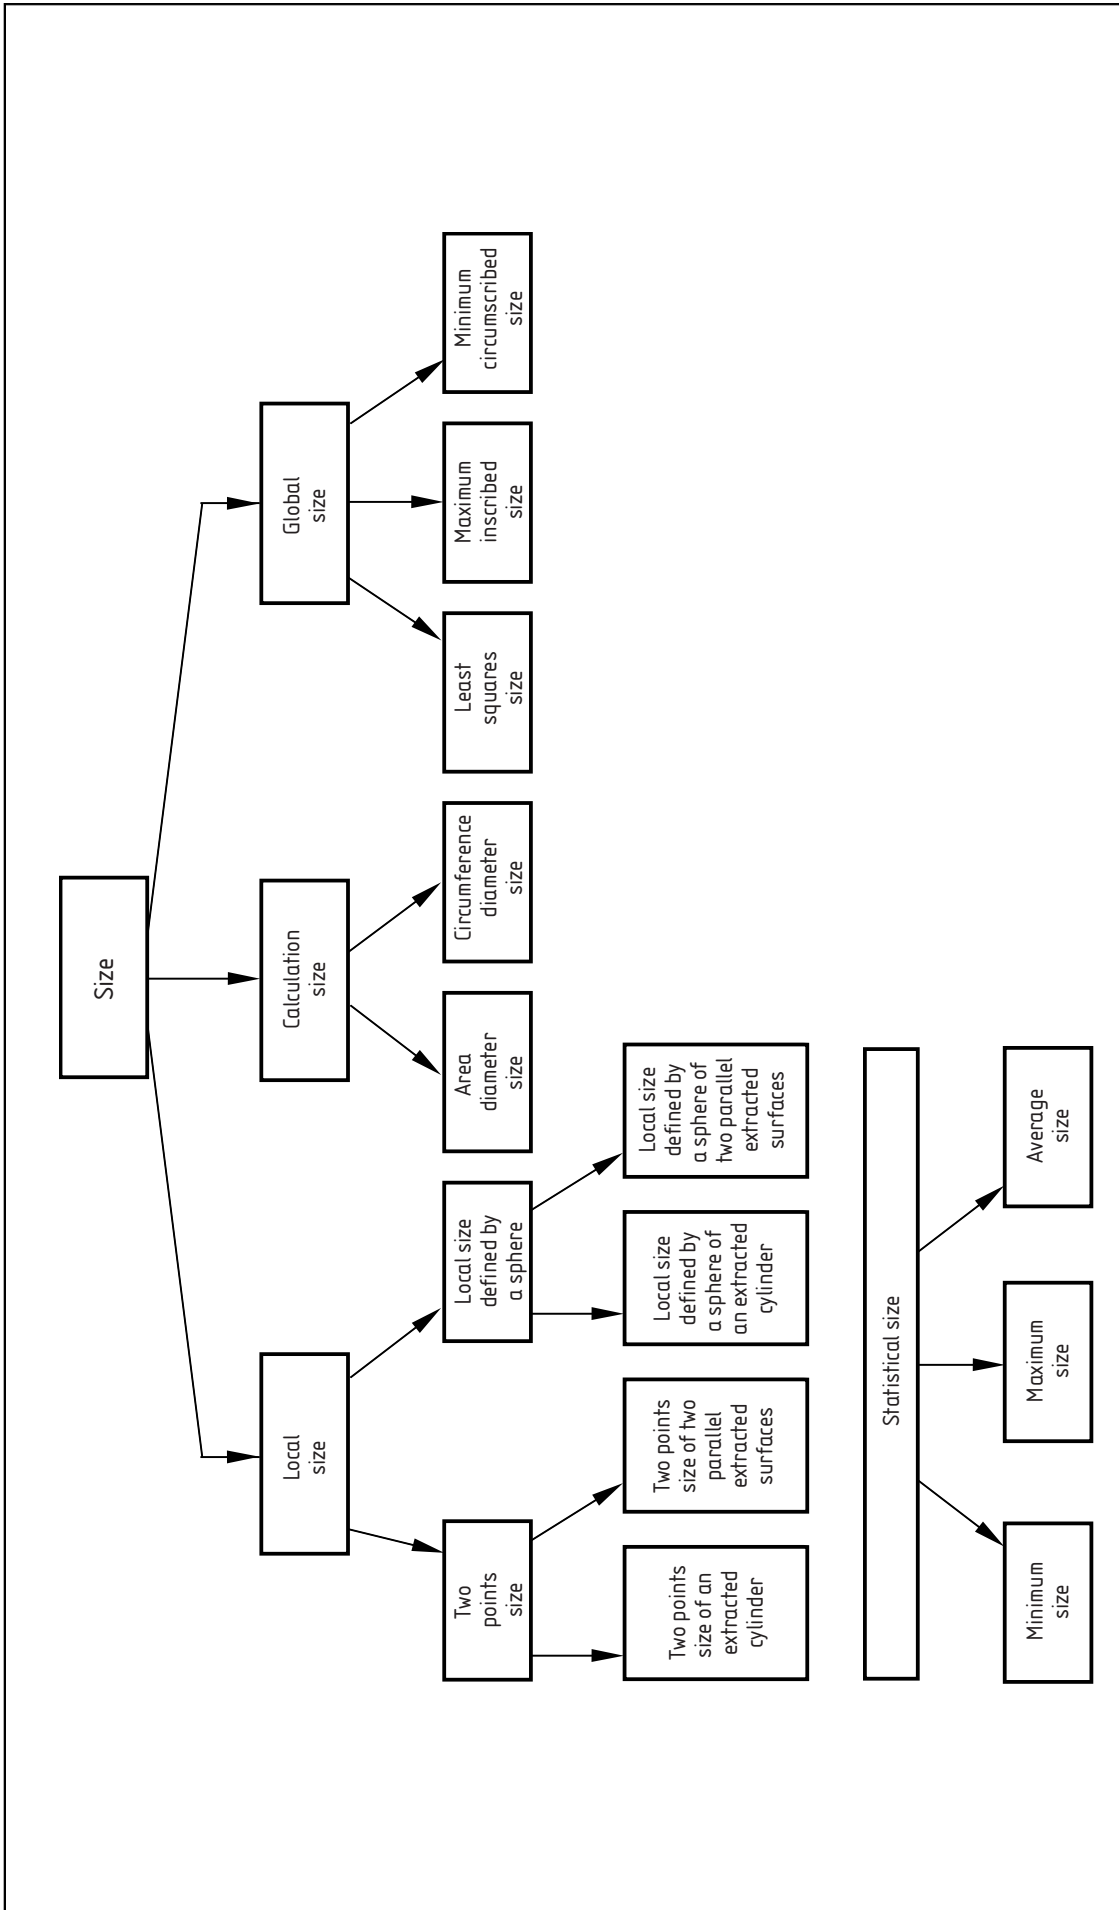 Size
Local
size
Calculation
size
Global
size
Two
points
size
Local size
defined by
a sphere
Area
diameter
size
Circumference
diameter
size
Least
squares
size
Maximum
inscribed
size
Minimum
circumscribed
size
Two points
size of an
extracted
cylinder
Two points
size of two
parallel
extracted
surfaces
Local size
defined by
a sphere of
an extracted
cylinder
Local size
defined by
a sphere of
two parallel
extracted
surfaces
Statistical size
Minimum
size
Maximum
size
Average
size